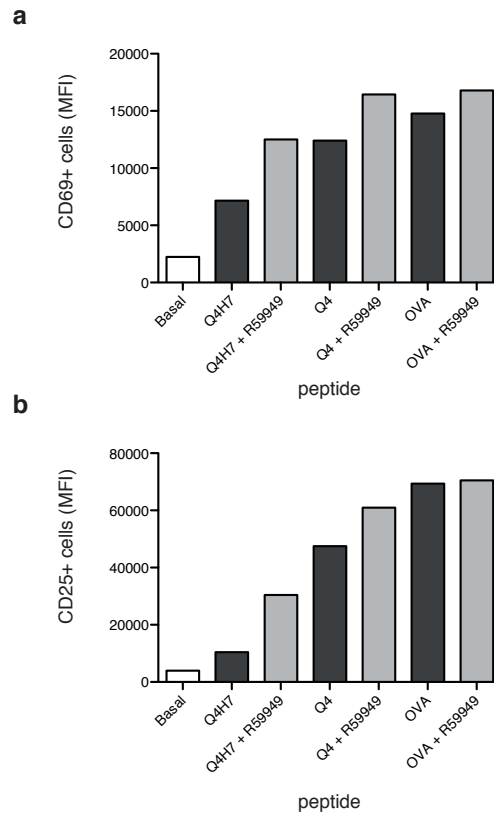 a
CD69+ cells (MFI)
20000
15000
10000
5000
0
Basal
Q4H7
Q4H7 + R59949
Q4
Q4 + R59949
OVA
OVA + R59949
peptide
b
CD25+ cells (MFI)
80000
60000
40000
20000
0
Basal
Q4H7
Q4H7 + R59949
Q4
Q4 + R59949
OVA
OVA + R59949
peptide